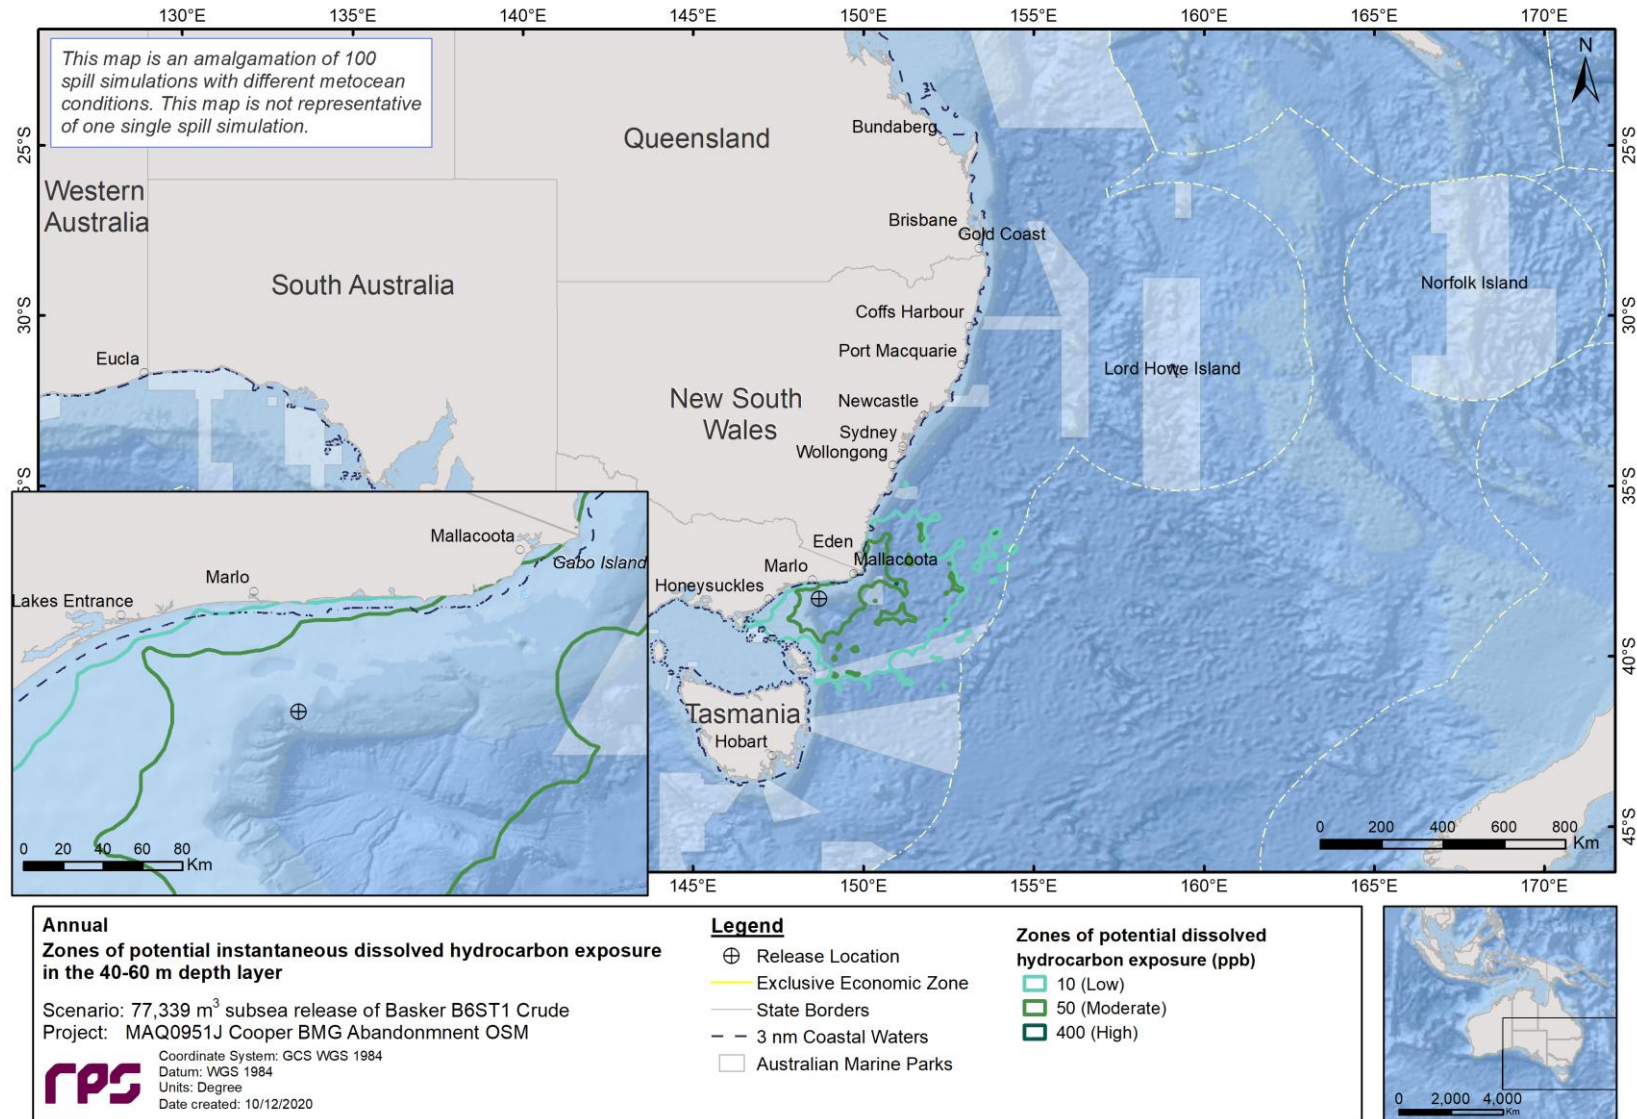 130°E 135°E 140°E 145°E 150°E 155°E 160°E 165°E 170°E
This map is an amalgamation of 100
spill simulations with different metocean
conditions. This map is not representative
of one single spill simulation.
N
Bundaberg
Queensland
25°S
25°S
Western
Australia
Brisbane
Gold Coast
South Australia
Norfolk Island
Coffs Harbour
30°S
30°S
Port Macquarie
Eucla
Lord Howe Island
New South
Wales
Newcastle
Sydney
Wollongong
35°S
35°S
Eden
Mallacoota
Marlo
Honeysuckles
40°S
Tasmania
Hobart
45°S
Mallacoota
Gabo Island
Marlo
Lakes Entrance
0 20 40 60 80
Km
0 200 400 600 800
Km
145°E 150°E 155°E 160°E 165°E 170°E
Annual
Zones of potential instantaneous dissolved hydrocarbon exposure
in the 40-60 m depth layer
Scenario: 77,339 m³ subsea release of Basker B6ST1 Crude
Project: MAQ0951J Cooper BMG Abandonmnent OSM
rps
Coordinate System: GCS WGS 1984
Datum: WGS 1984
Units: Degree
Date created: 10/12/2020
Legend
Release Location
Exclusive Economic Zone
State Borders
3 nm Coastal Waters
Australian Marine Parks
Zones of potential dissolved
hydrocarbon exposure (ppb)
10 (Low)
50 (Moderate)
400 (High)
0 2,000 4,000
Km